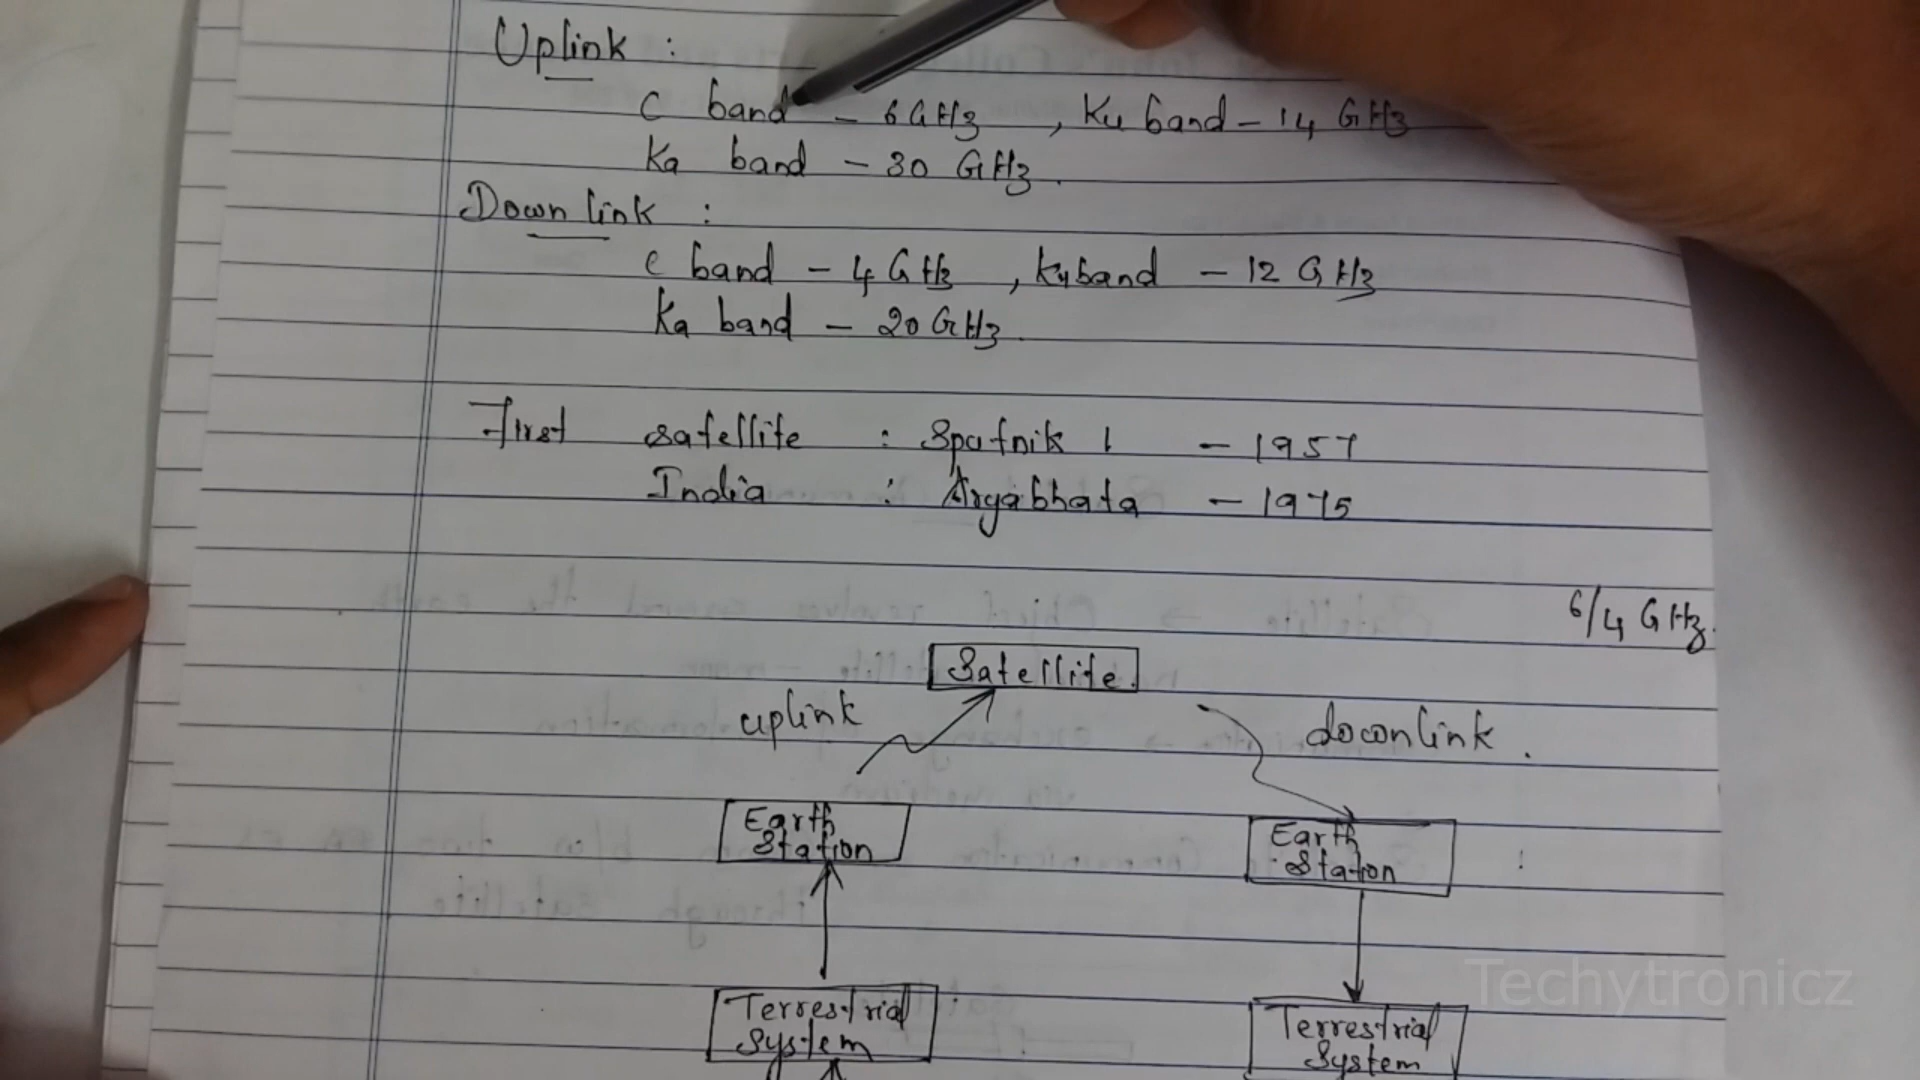 Uplink :
C band - 6 GHz , Ku band - 14 GHz
Ka band - 30 GHz.
Down link :
C band - 4 GHz , Ku band - 12 GHz
Ka band - 20 GHz.
First satellite : Sputnik 1 - 1957
India : Aryabhata - 1975
6/4 GHz.
Satellite.
uplink
downlink.
Earth Station
Earth Station
Techytronicz
Terrestrial System
Terrestrial System